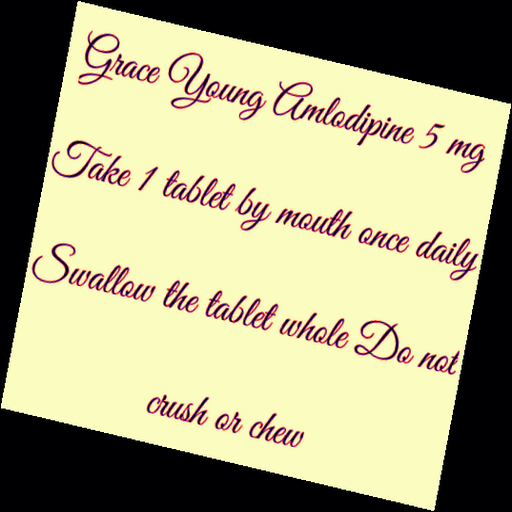 Grace Young Amlodipine 5 mg
Take 1 tablet by mouth once daily
Swallow the tablet whole Do not
crush or chew